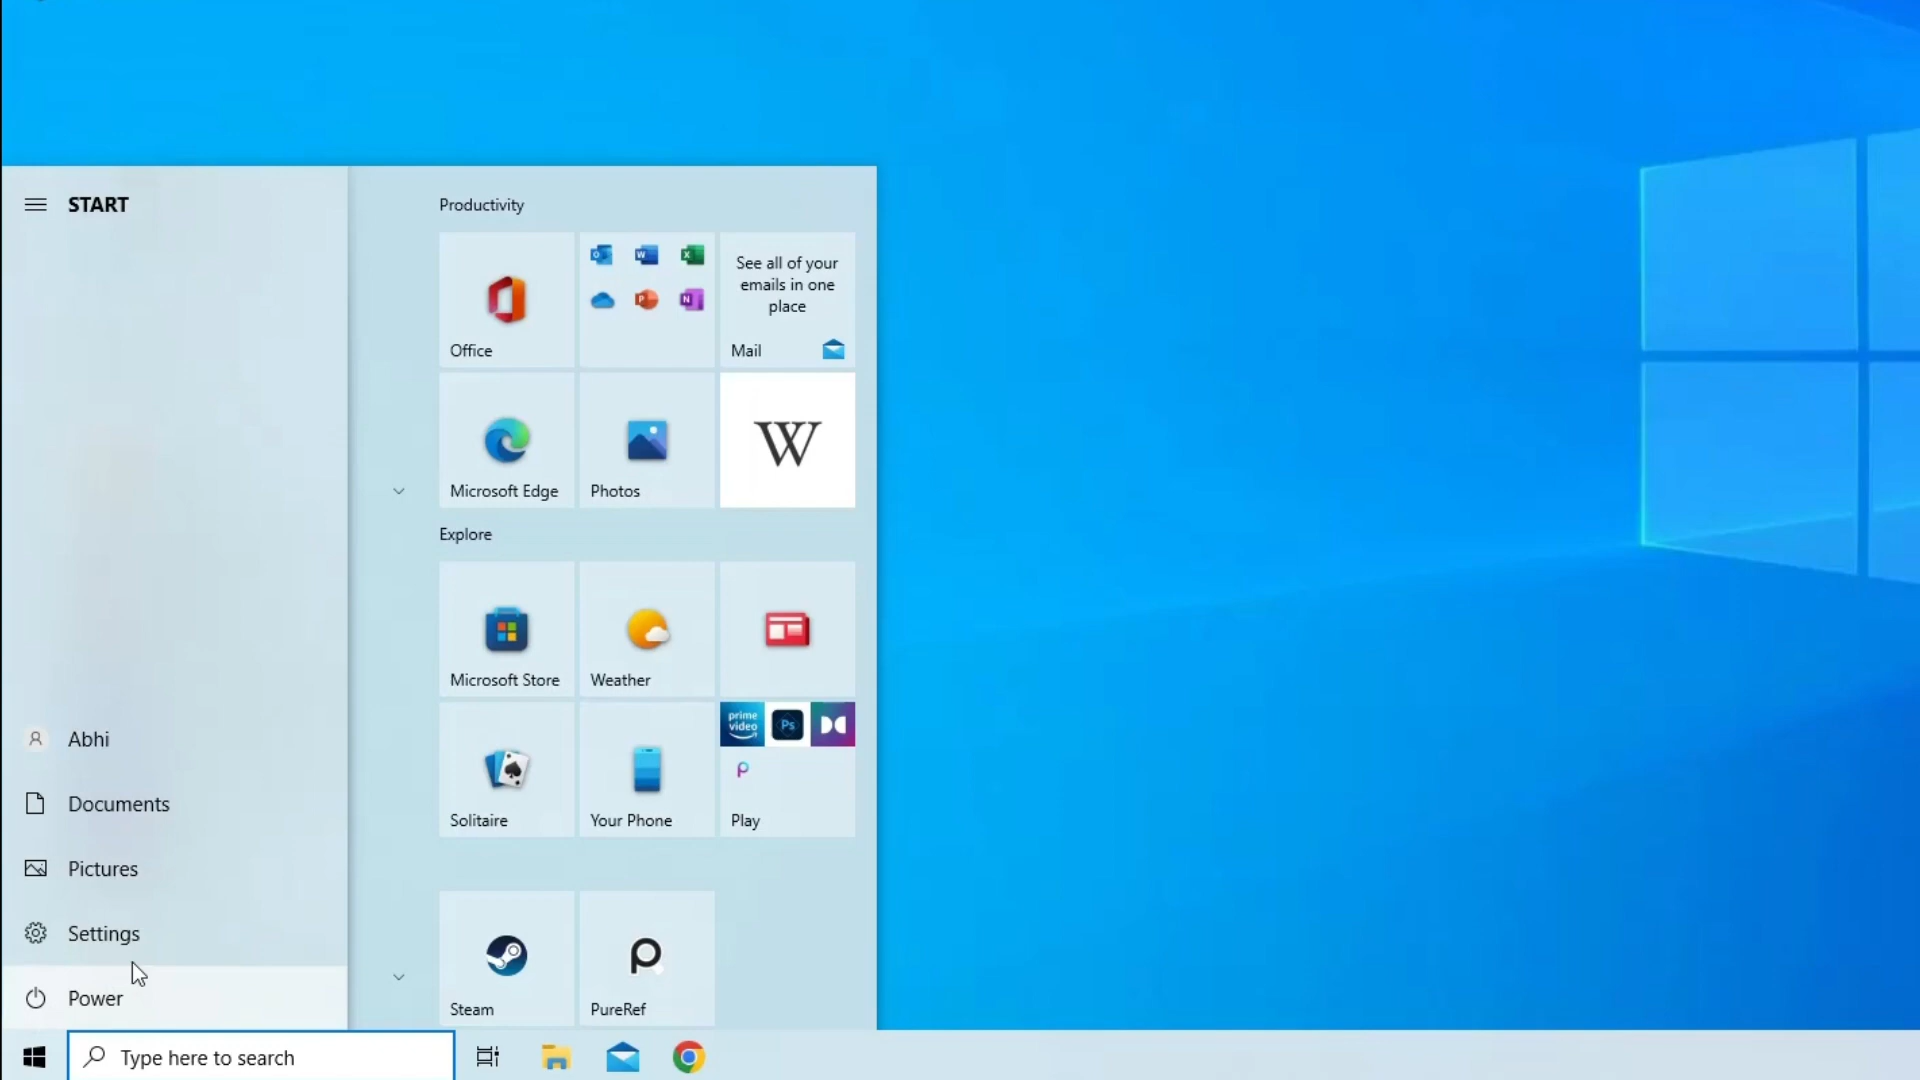 START
Productivity
Office
See all of your
emails in one
place
Mail
Microsoft Edge
Photos
W
Explore
Microsoft Store
Weather
Solitaire
Your Phone
prime
video
Ps
Play
Steam
PureRef
Abhi
Documents
Pictures
Settings
Power
Type here to search